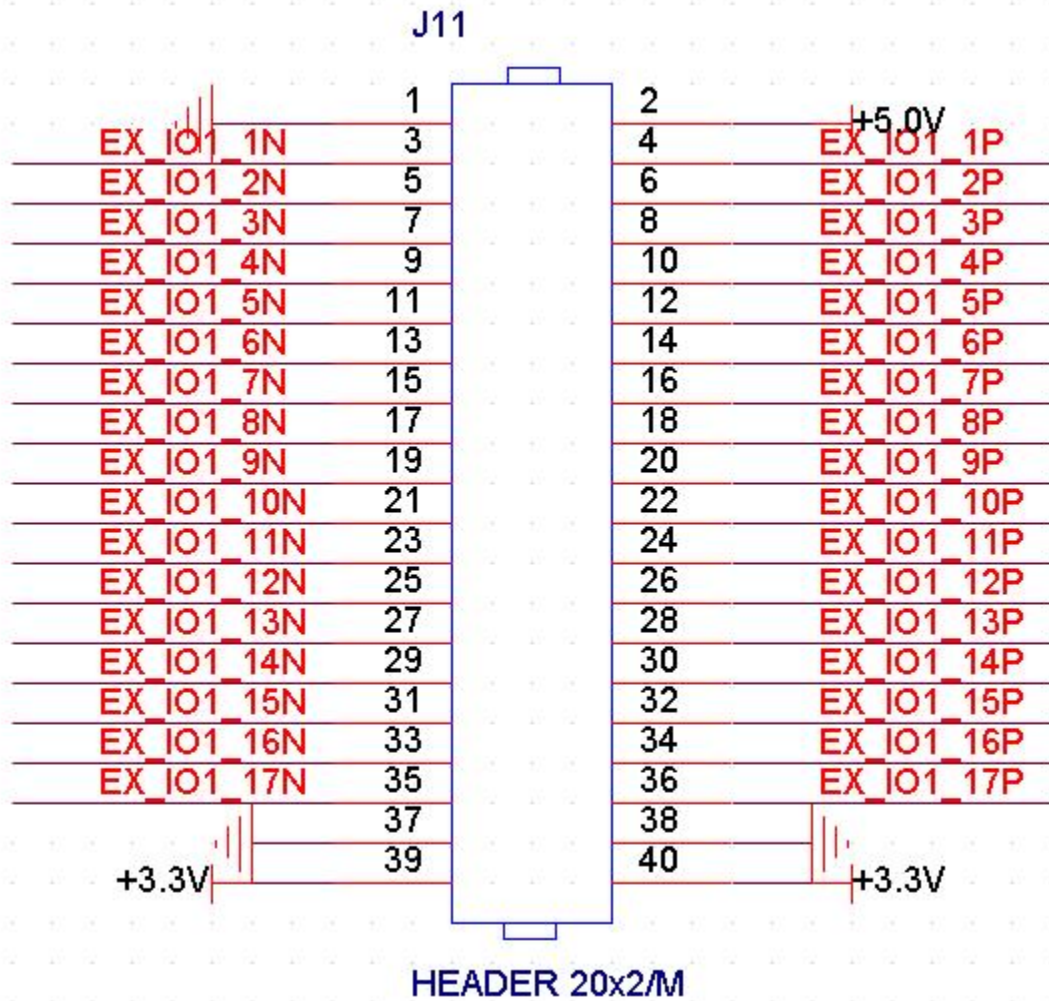 J11
1 2 +5.0V
EX_IO1_1N 3 4 EX_IO1_1P
EX_IO1_2N 5 6 EX_IO1_2P
EX_IO1_3N 7 8 EX_IO1_3P
EX_IO1_4N 9 10 EX_IO1_4P
EX_IO1_5N 11 12 EX_IO1_5P
EX_IO1_6N 13 14 EX_IO1_6P
EX_IO1_7N 15 16 EX_IO1_7P
EX_IO1_8N 17 18 EX_IO1_8P
EX_IO1_9N 19 20 EX_IO1_9P
EX_IO1_10N 21 22 EX_IO1_10P
EX_IO1_11N 23 24 EX_IO1_11P
EX_IO1_12N 25 26 EX_IO1_12P
EX_IO1_13N 27 28 EX_IO1_13P
EX_IO1_14N 29 30 EX_IO1_14P
EX_IO1_15N 31 32 EX_IO1_15P
EX_IO1_16N 33 34 EX_IO1_16P
EX_IO1_17N 35 36 EX_IO1_17P
37 38
+3.3V 39 40 +3.3V
HEADER 20x2/M